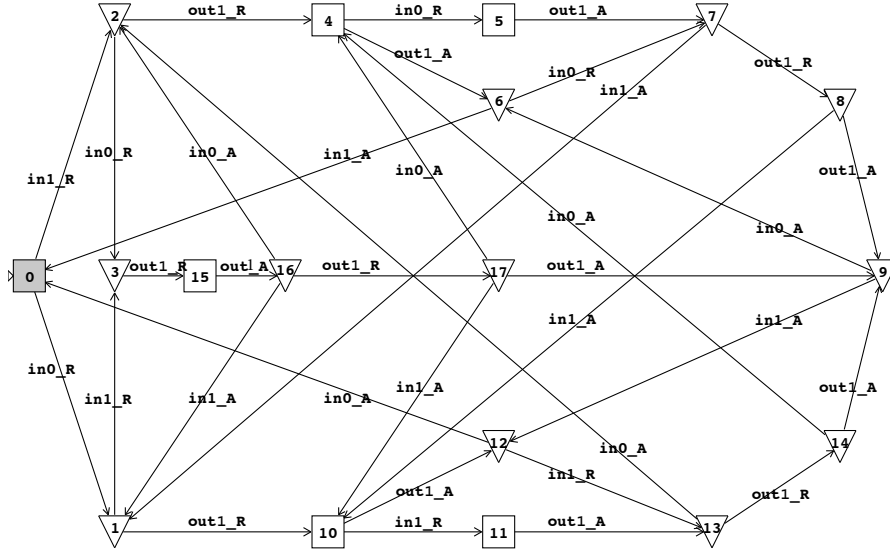 2
out1_R
4
in0_R
5
out1_A
7
out1_A
in0_R
out1_R
in1_A
6
8
in1_R
in0_R
in0_A
in1_A
in0_A
out1_A
in0_A
in0_A
0
3
out1_R
15
out1_A
16
out1_R
17
out1_A
9
in1_A
in1_A
in0_R
in1_R
in1_A
in0_A
in1_A
out1_A
12
14
in0_A
in1_R
out1_A
out1_R
1
out1_R
10
in1_R
11
out1_A
13